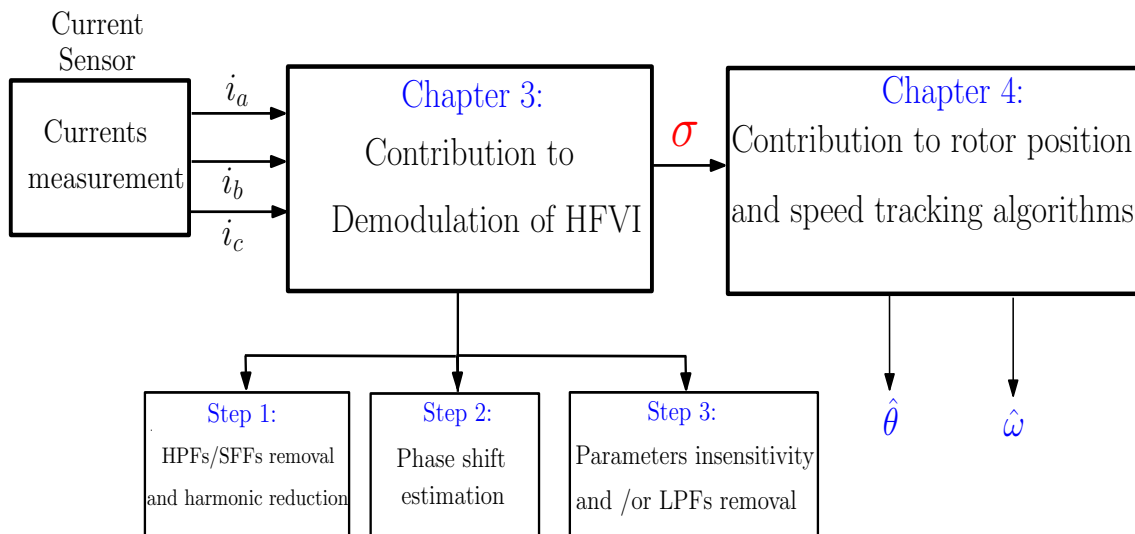 Current
Sensor
Currents
measurement
i_a
i_b
i_c
Chapter 3:
Contribution to
Demodulation of HFVI
σ
Chapter 4:
Contribution to rotor position
and speed tracking algorithms
Step 1:
HPFs/SFFs removal
and harmonic reduction
Step 2:
Phase shift
estimation
Step 3:
Parameters insensitivity
and /or LPFs removal
θ̂
ω̂